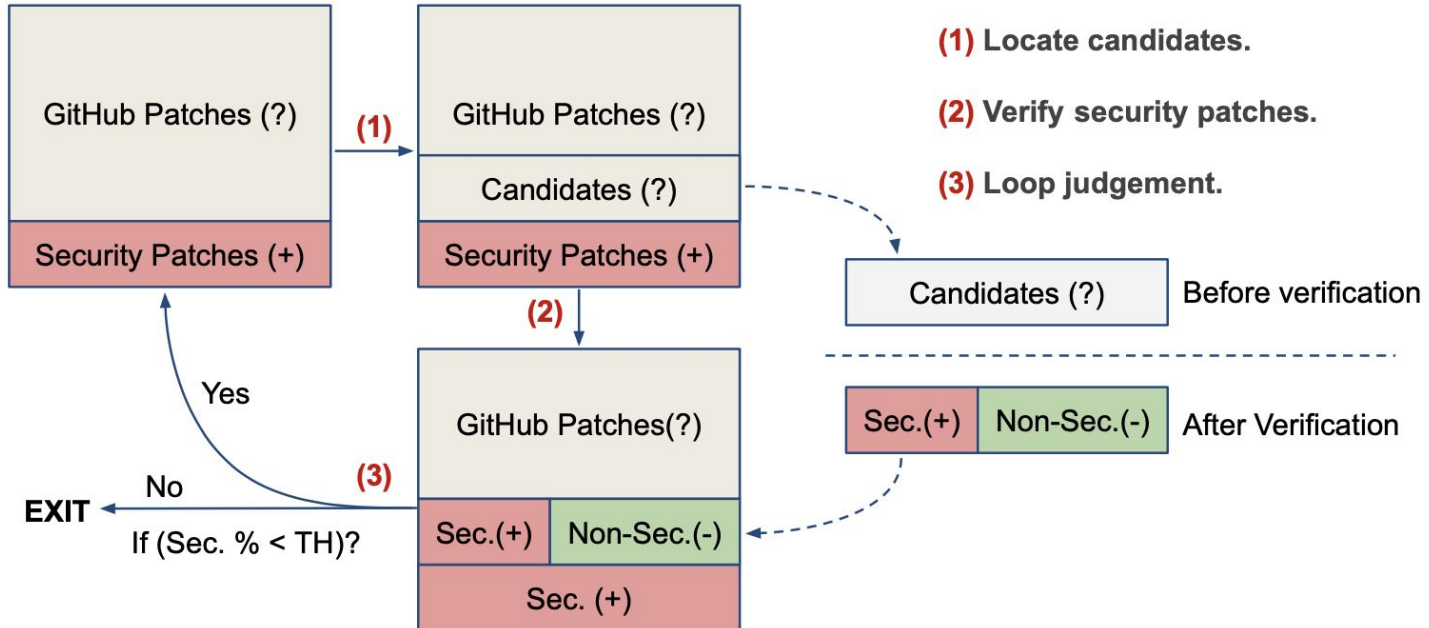 GitHub Patches (?)
Security Patches (+)
(1)
GitHub Patches (?)
Candidates (?)
Security Patches (+)
(1) Locate candidates.
(2) Verify security patches.
(3) Loop judgement.
Candidates (?)
Before verification
(2)
GitHub Patches(?)
Sec.(+)
Non-Sec.(-)
Sec. (+)
Sec.(+)
Non-Sec.(-)
After Verification
(3)
Yes
No
EXIT
If (Sec. % < TH)?